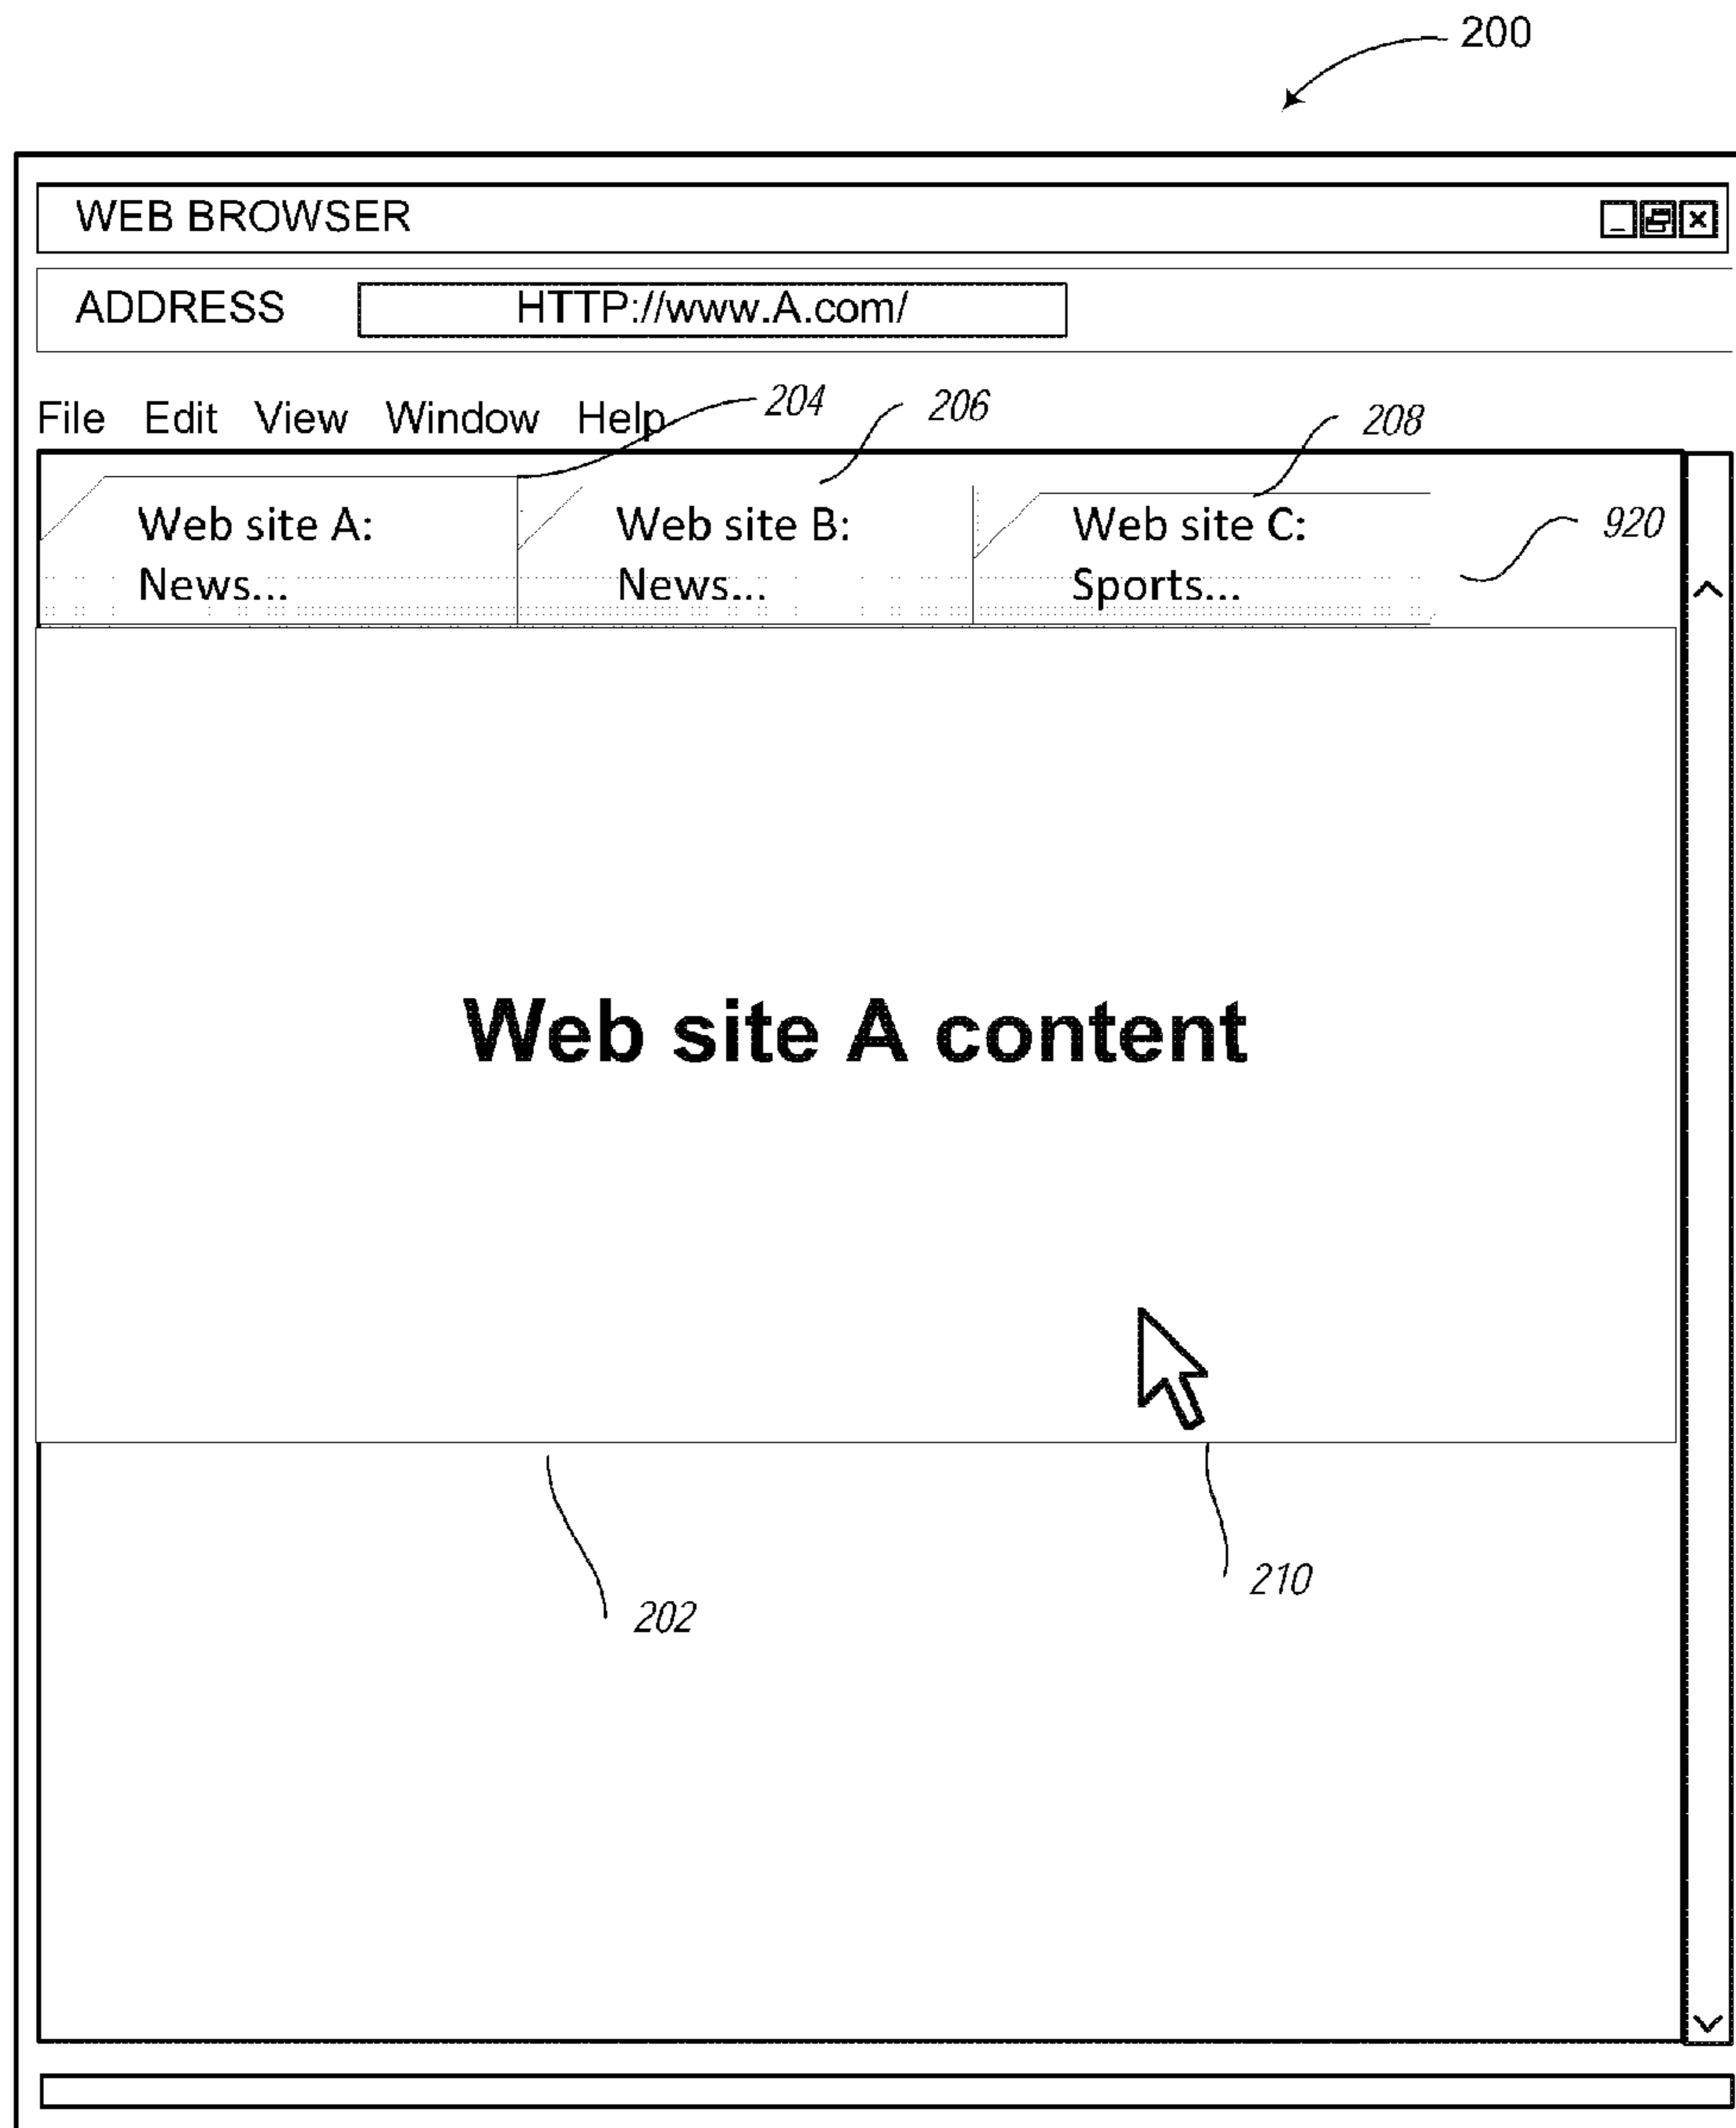 200
WEB BROWSER
ADDRESS HTTP://www.A.com/
File Edit View Window Help
204 206 208
Web site A: Web site B: Web site C: 920
News... News... Sports...
Web site A content
210
202